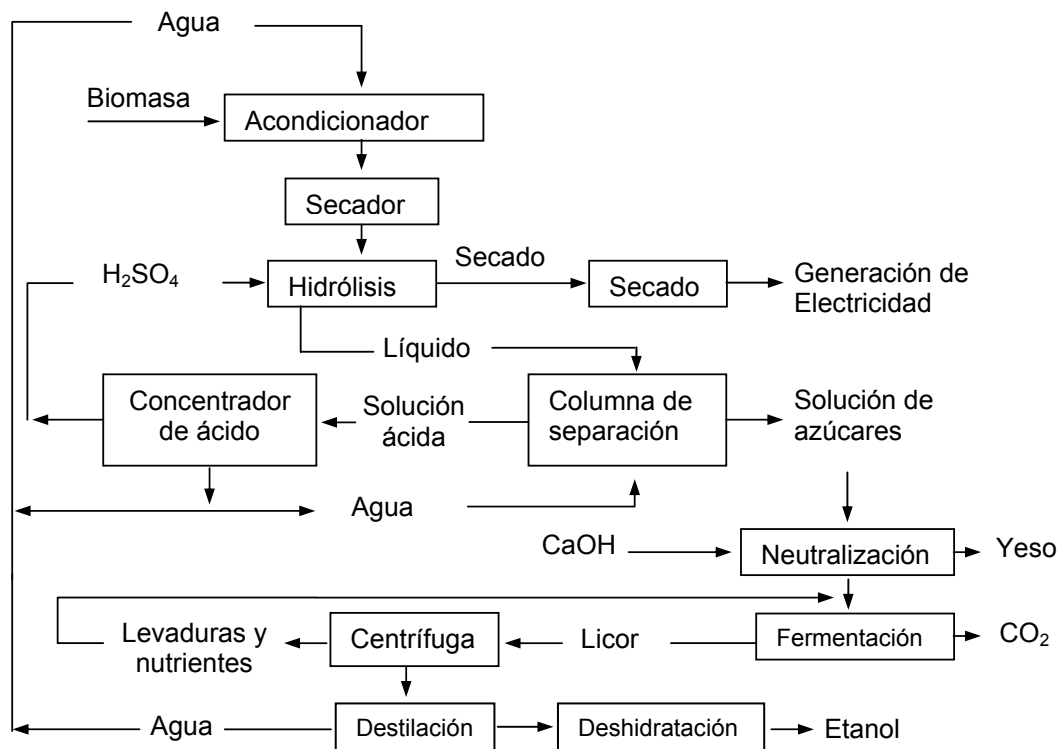 Agua
Biomasa
Acondicionador
Secador
H₂SO₄
Hidrólisis
Secado
Secado
Generación de
Electricidad
Líquido
Concentrador
de ácido
Solución
ácida
Columna de
separación
Solución de
azúcares
Agua
CaOH
Neutralización
Yeso
Levaduras y
nutrientes
Centrífuga
Licor
Fermentación
CO₂
Agua
Destilación
Deshidratación
Etanol